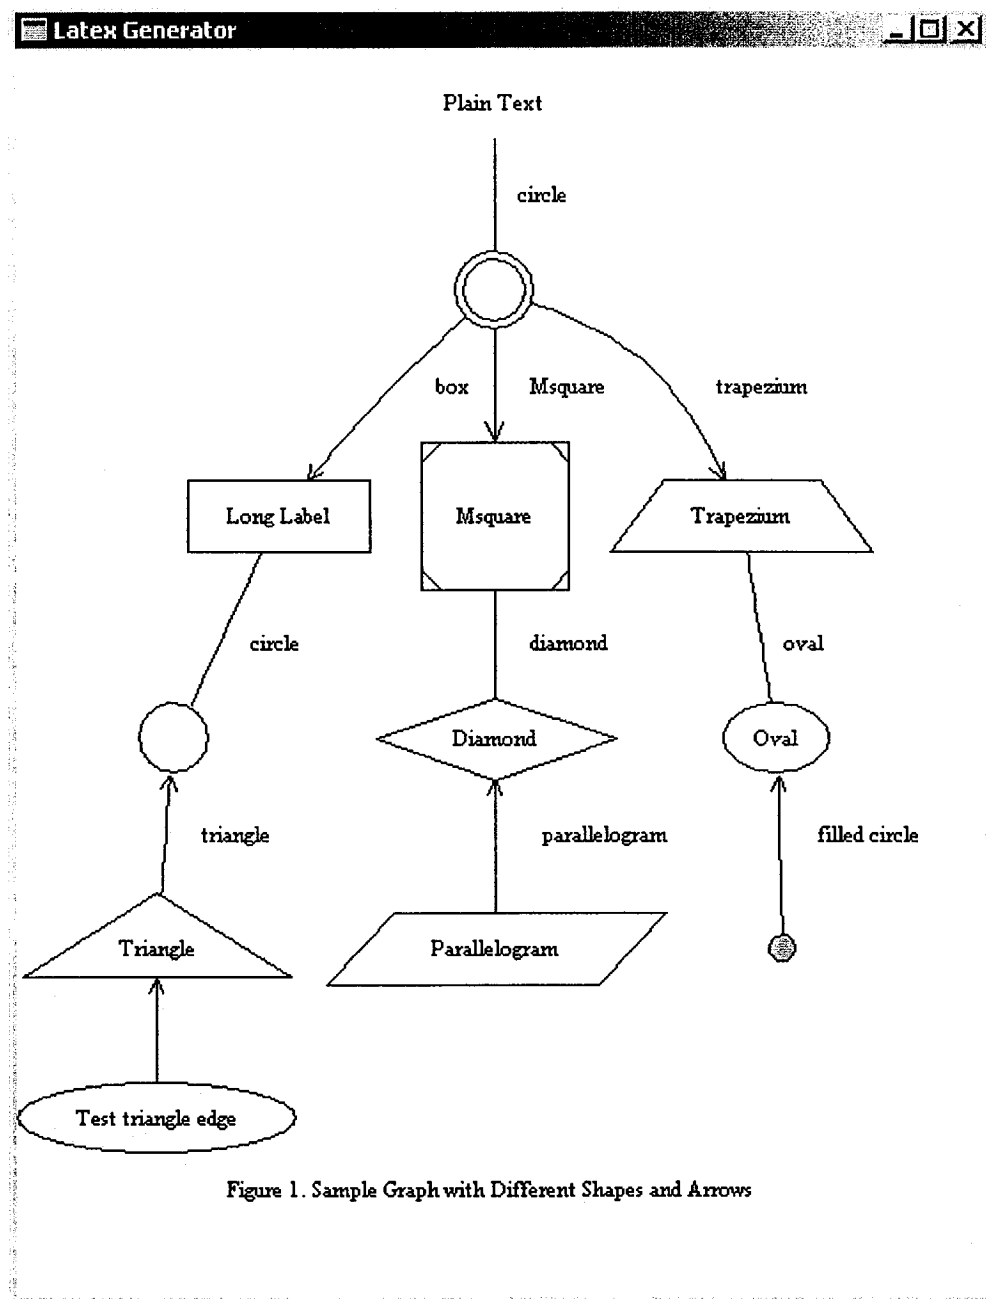 Latex Generator
Plain Text
circle
box
Msquare
trapezium
Long Label
Msquare
Trapezium
circle
diamond
oval
Diamond
Oval
triangle
parallelogram
filled circle
Triangle
Parallelogram
Test triangle edge
Figure 1. Sample Graph with Different Shapes and Arrows